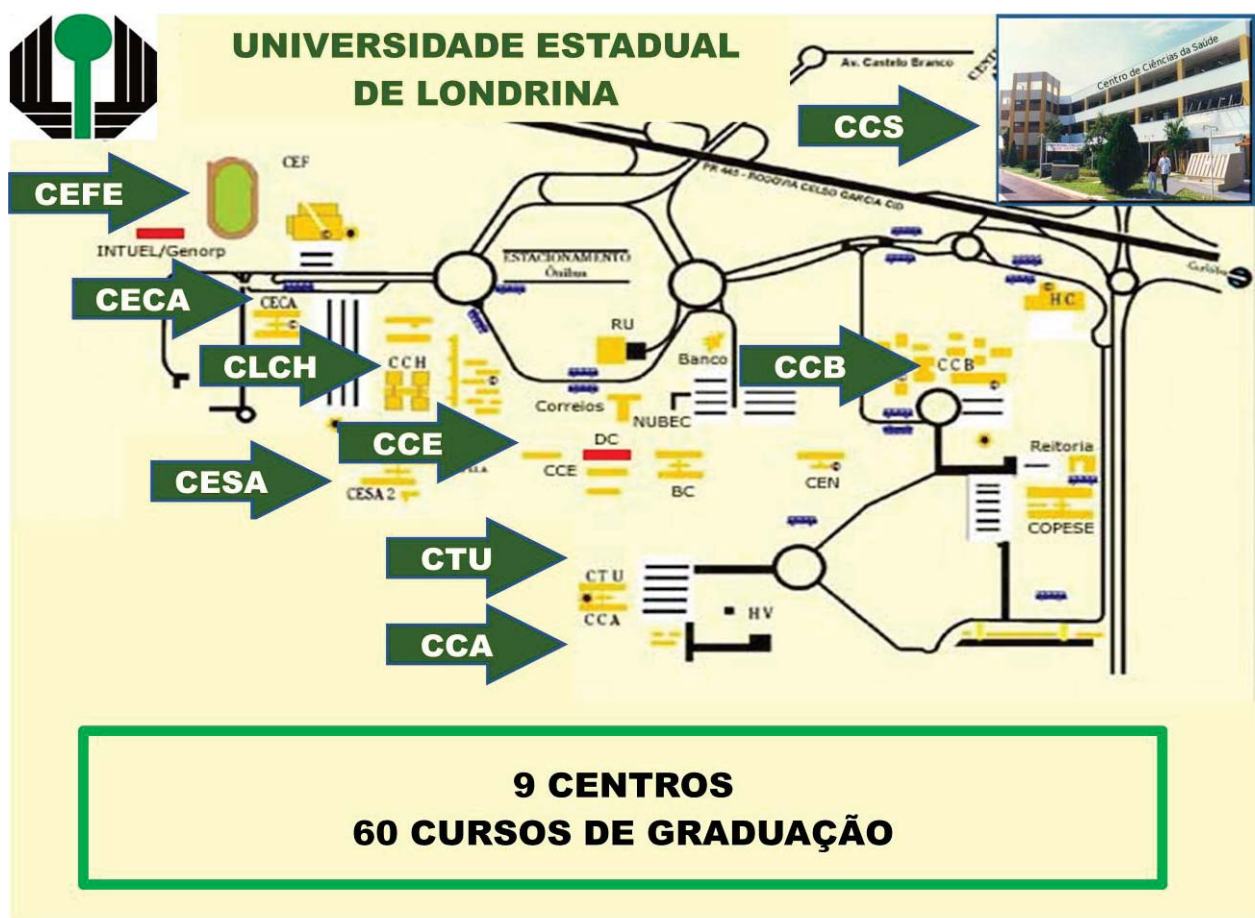 UNIVERSIDADE ESTADUAL
DE LONDRINA
Av. Castelo Branco
Centro de Ciências da Saúde
CCS
PR 445 - RODOVIA CELSO GARCIA CID
CEF
CEFE
INTUEL/Genorp
ESTACIONAMENTO
Ônibus
Curitiba
CECA
CECA
HC
RU
CLCH
CCH
Banco
CCB
CCB
Correios
NUBEC
CCE
CCE
DC
Reitoria
CESA
CESA 2
BC
CEN
COPESE
CTU
CTU
CCA
HV
CCA
9 CENTROS
60 CURSOS DE GRADUAÇÃO